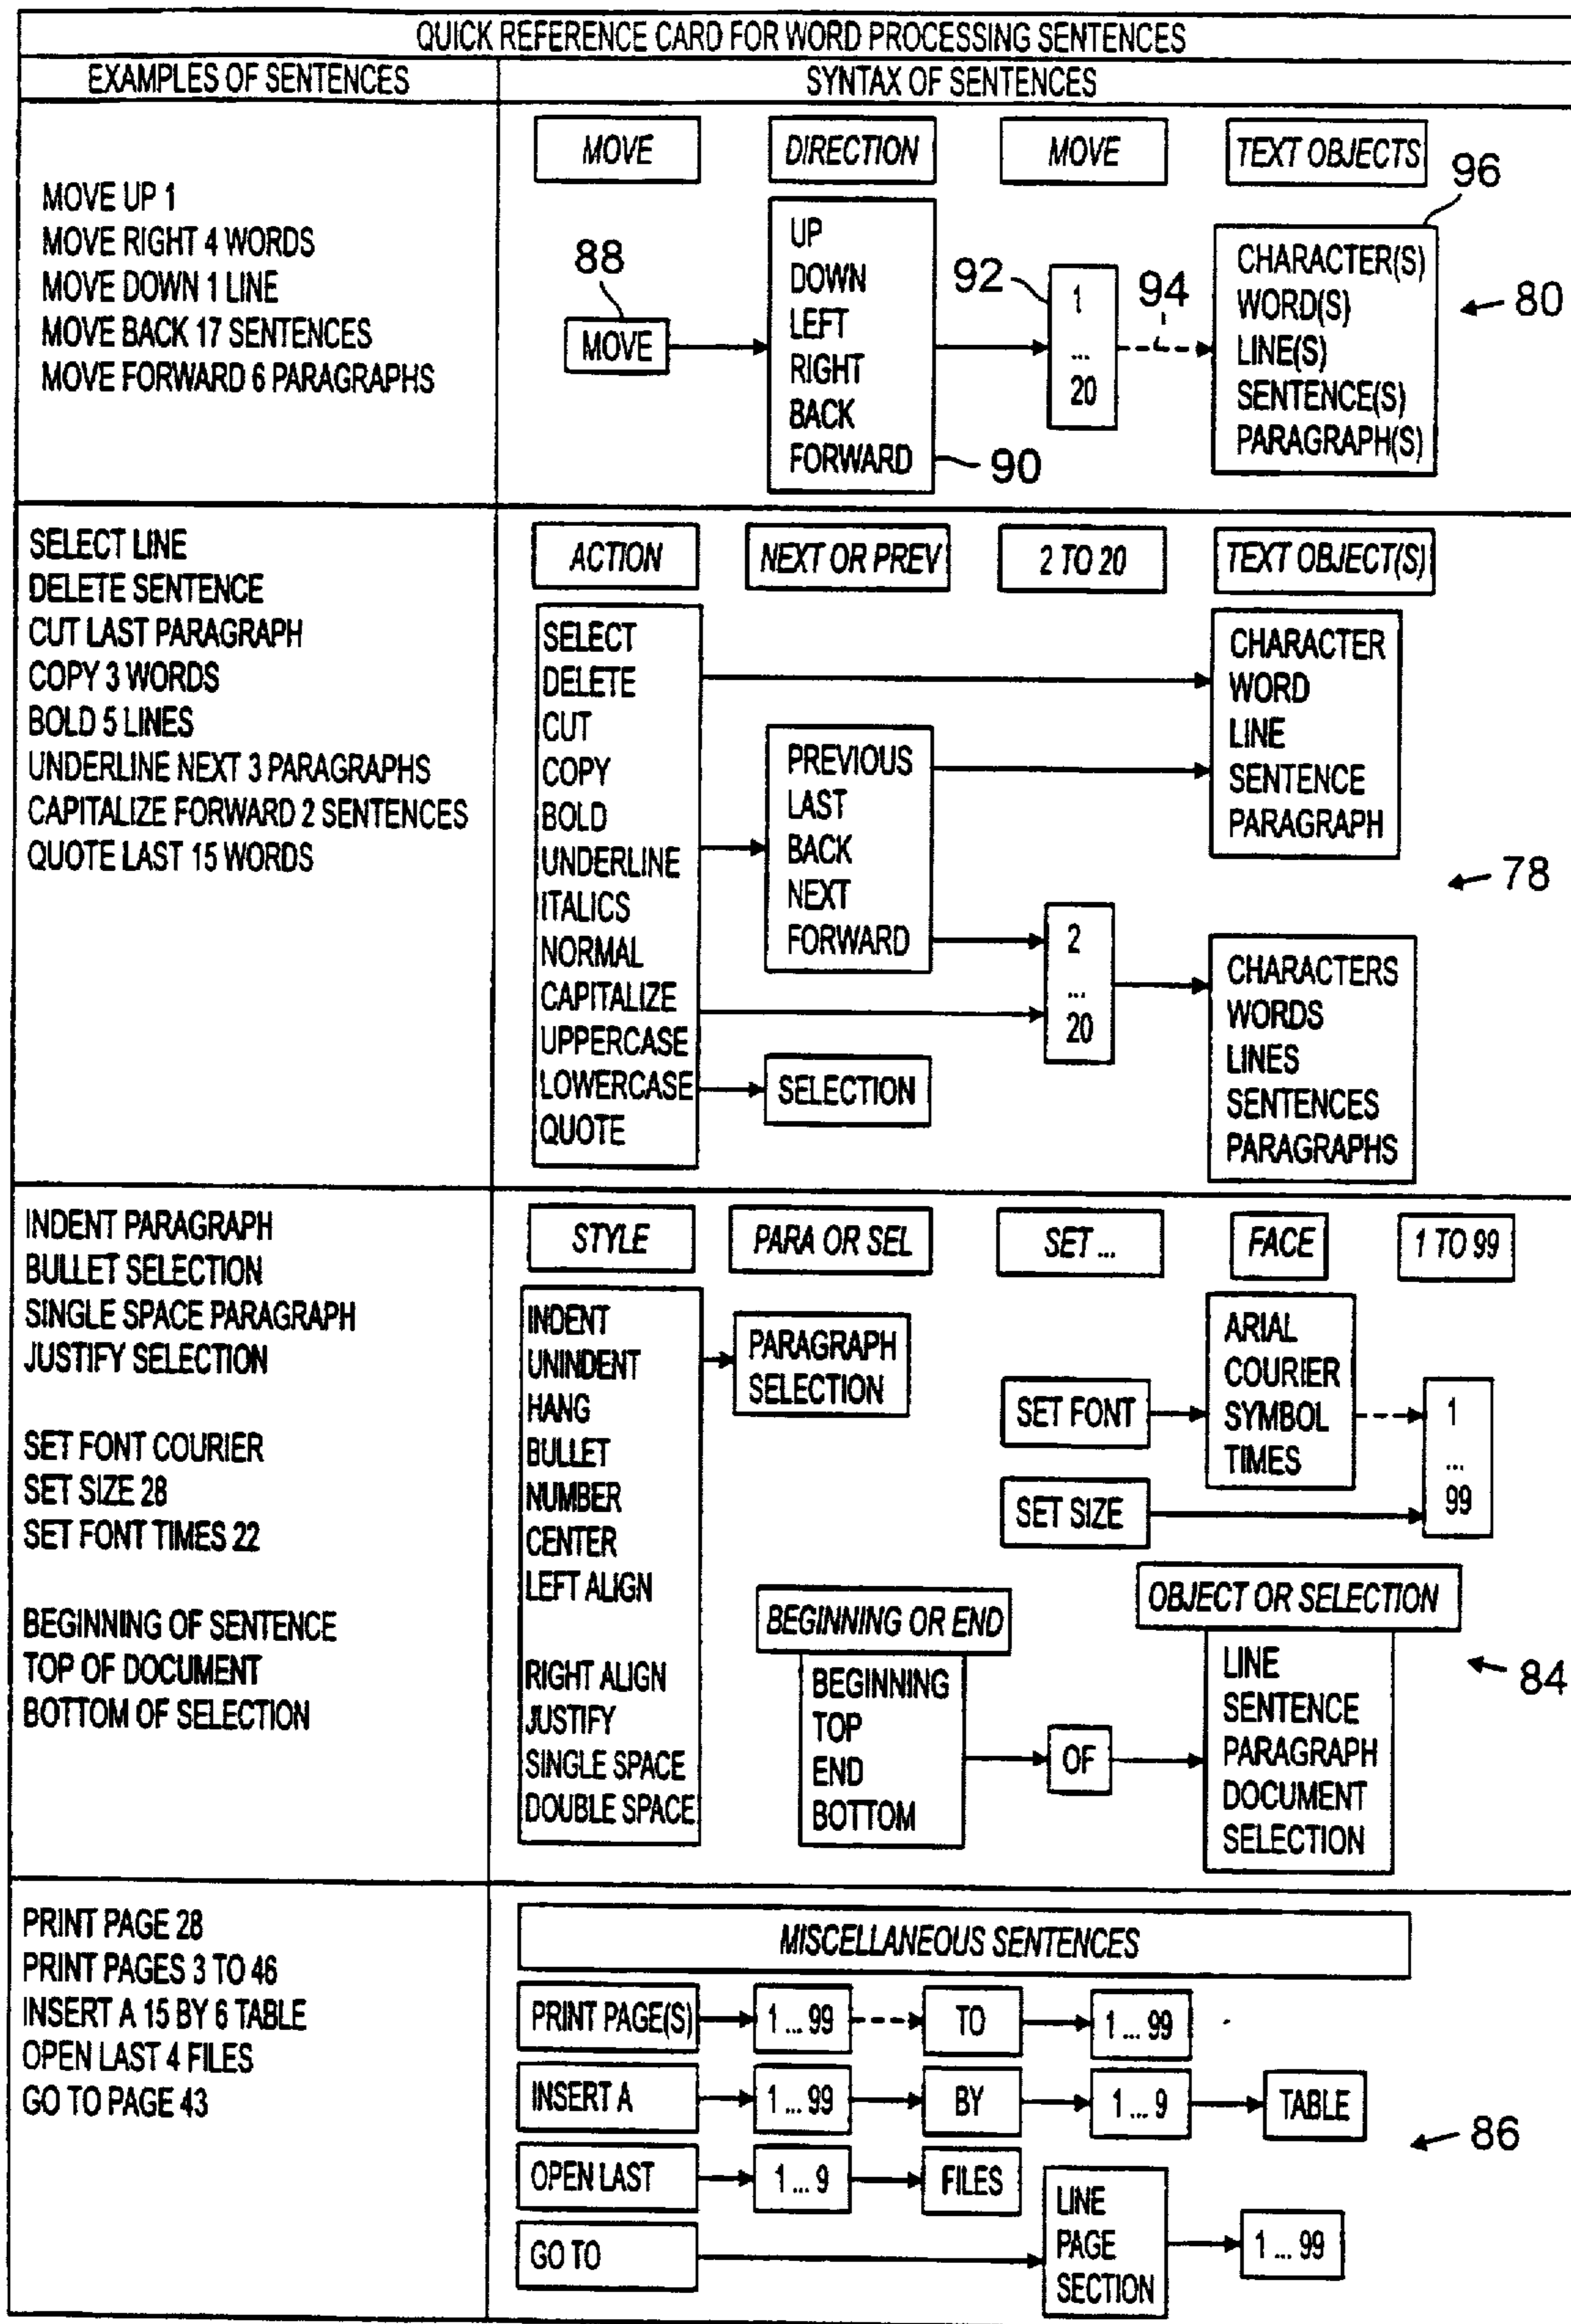 QUICK REFERENCE CARD FOR WORD PROCESSING SENTENCES
EXAMPLES OF SENTENCES
SYNTAX OF SENTENCES
MOVE UP 1
MOVE RIGHT 4 WORDS
MOVE DOWN 1 LINE
MOVE BACK 17 SENTENCES
MOVE FORWARD 6 PARAGRAPHS
MOVE
DIRECTION
MOVE
TEXT OBJECTS
88
MOVE
UP
DOWN
LEFT
RIGHT
BACK
FORWARD
90
92
1
...
20
94
96
CHARACTER(S)
WORD(S)
LINE(S)
SENTENCE(S)
PARAGRAPH(S)
80
SELECT LINE
DELETE SENTENCE
CUT LAST PARAGRAPH
COPY 3 WORDS
BOLD 5 LINES
UNDERLINE NEXT 3 PARAGRAPHS
CAPITALIZE FORWARD 2 SENTENCES
QUOTE LAST 15 WORDS
ACTION
NEXT OR PREV
2 TO 20
TEXT OBJECT(S)
SELECT
DELETE
CUT
COPY
BOLD
UNDERLINE
ITALICS
NORMAL
CAPITALIZE
UPPERCASE
LOWERCASE
QUOTE
PREVIOUS
LAST
BACK
NEXT
FORWARD
SELECTION
2
...
20
CHARACTER
WORD
LINE
SENTENCE
PARAGRAPH
78
CHARACTERS
WORDS
LINES
SENTENCES
PARAGRAPHS
INDENT PARAGRAPH
BULLET SELECTION
SINGLE SPACE PARAGRAPH
JUSTIFY SELECTION
SET FONT COURIER
SET SIZE 28
SET FONT TIMES 22
BEGINNING OF SENTENCE
TOP OF DOCUMENT
BOTTOM OF SELECTION
STYLE
PARA OR SEL
SET ...
FACE
1 TO 99
INDENT
UNINDENT
HANG
BULLET
NUMBER
CENTER
LEFT ALIGN
RIGHT ALIGN
JUSTIFY
SINGLE SPACE
DOUBLE SPACE
PARAGRAPH
SELECTION
SET FONT
SET SIZE
ARIAL
COURIER
SYMBOL
TIMES
1
...
99
BEGINNING OR END
BEGINNING
TOP
END
BOTTOM
OF
OBJECT OR SELECTION
LINE
SENTENCE
PARAGRAPH
DOCUMENT
SELECTION
84
PRINT PAGE 28
PRINT PAGES 3 TO 46
INSERT A 15 BY 6 TABLE
OPEN LAST 4 FILES
GO TO PAGE 43
MISCELLANEOUS SENTENCES
PRINT PAGE(S)
1 ... 99
TO
1 ... 99
INSERT A
1 ... 99
BY
1 ... 9
TABLE
86
OPEN LAST
1 ... 9
FILES
GO TO
LINE
PAGE
SECTION
1 ... 99